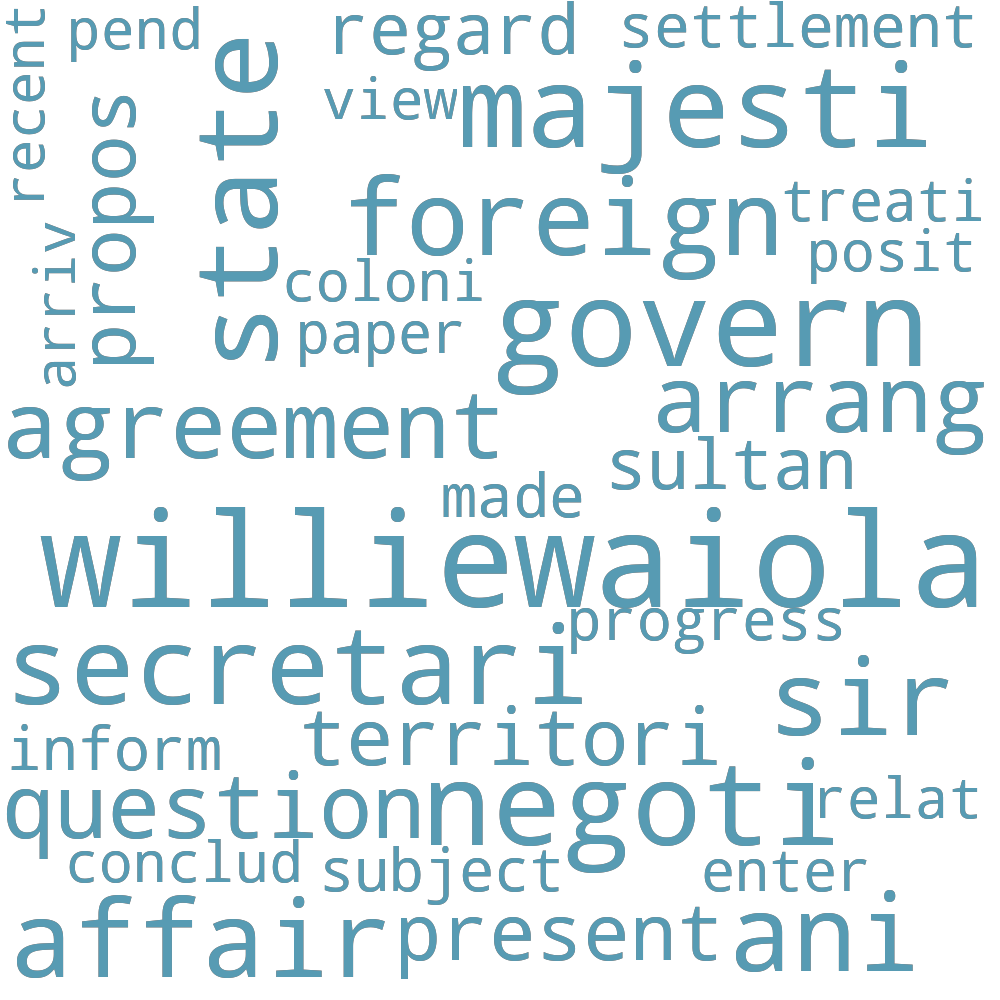 recent
pend
regard
settlement
state
view
majesti
propos
foreign
treati
arriv
coloni
posit
paper
govern
agreement
arrang
sultan
made
williewaiola
progress
secretari
sir
inform
territori
question
negoti
relat
conclud
subject
enter
affair
present
ani